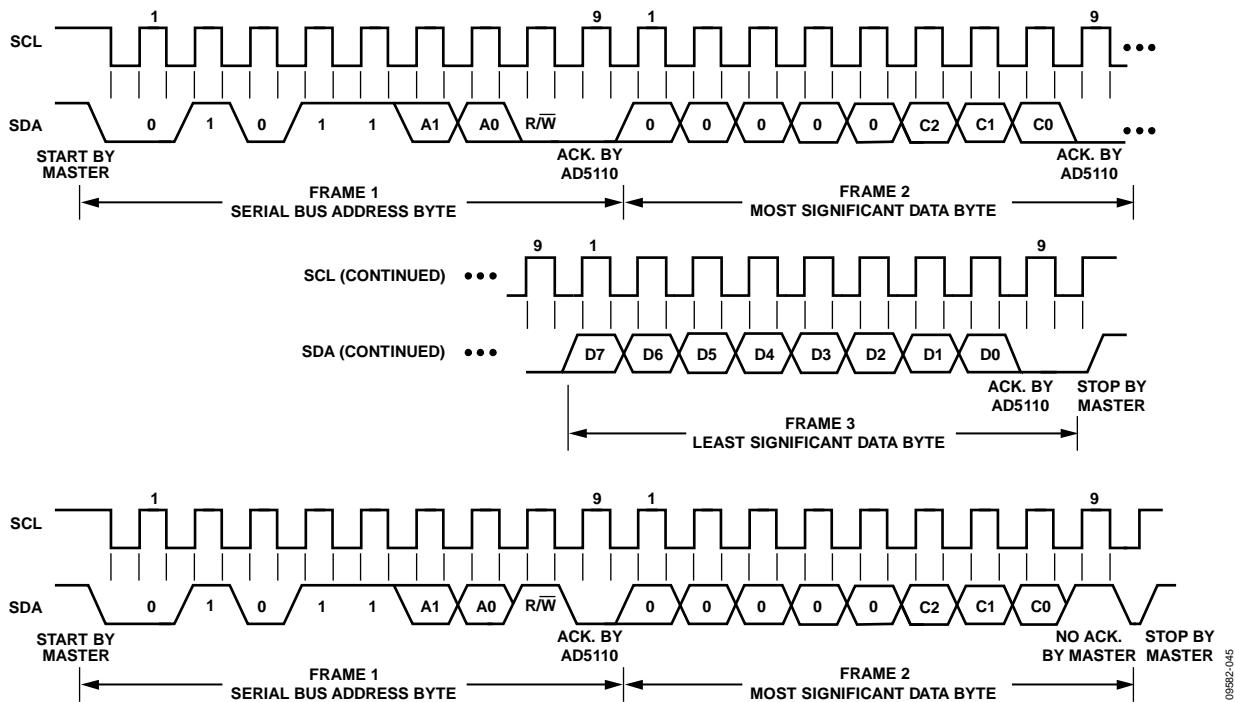 1 9 1 9
SCL
SDA 0 1 0 1 1 A1 A0 R/W̅ 0 0 0 0 0 C2 C1 C0
START BY
MASTER
ACK. BY
AD5110
ACK. BY
AD5110
FRAME 1
SERIAL BUS ADDRESS BYTE
FRAME 2
MOST SIGNIFICANT DATA BYTE
9 1 9
SCL (CONTINUED)
SDA (CONTINUED) D7 D6 D5 D4 D3 D2 D1 D0
ACK. BY
AD5110
STOP BY
MASTER
FRAME 3
LEAST SIGNIFICANT DATA BYTE
1 9 1 9
SCL
SDA 0 1 0 1 1 A1 A0 R/W̅ 0 0 0 0 0 C2 C1 C0
START BY
MASTER
ACK. BY
AD5110
NO ACK.
BY MASTER
STOP BY
MASTER
FRAME 1
SERIAL BUS ADDRESS BYTE
FRAME 2
MOST SIGNIFICANT DATA BYTE
09582-045